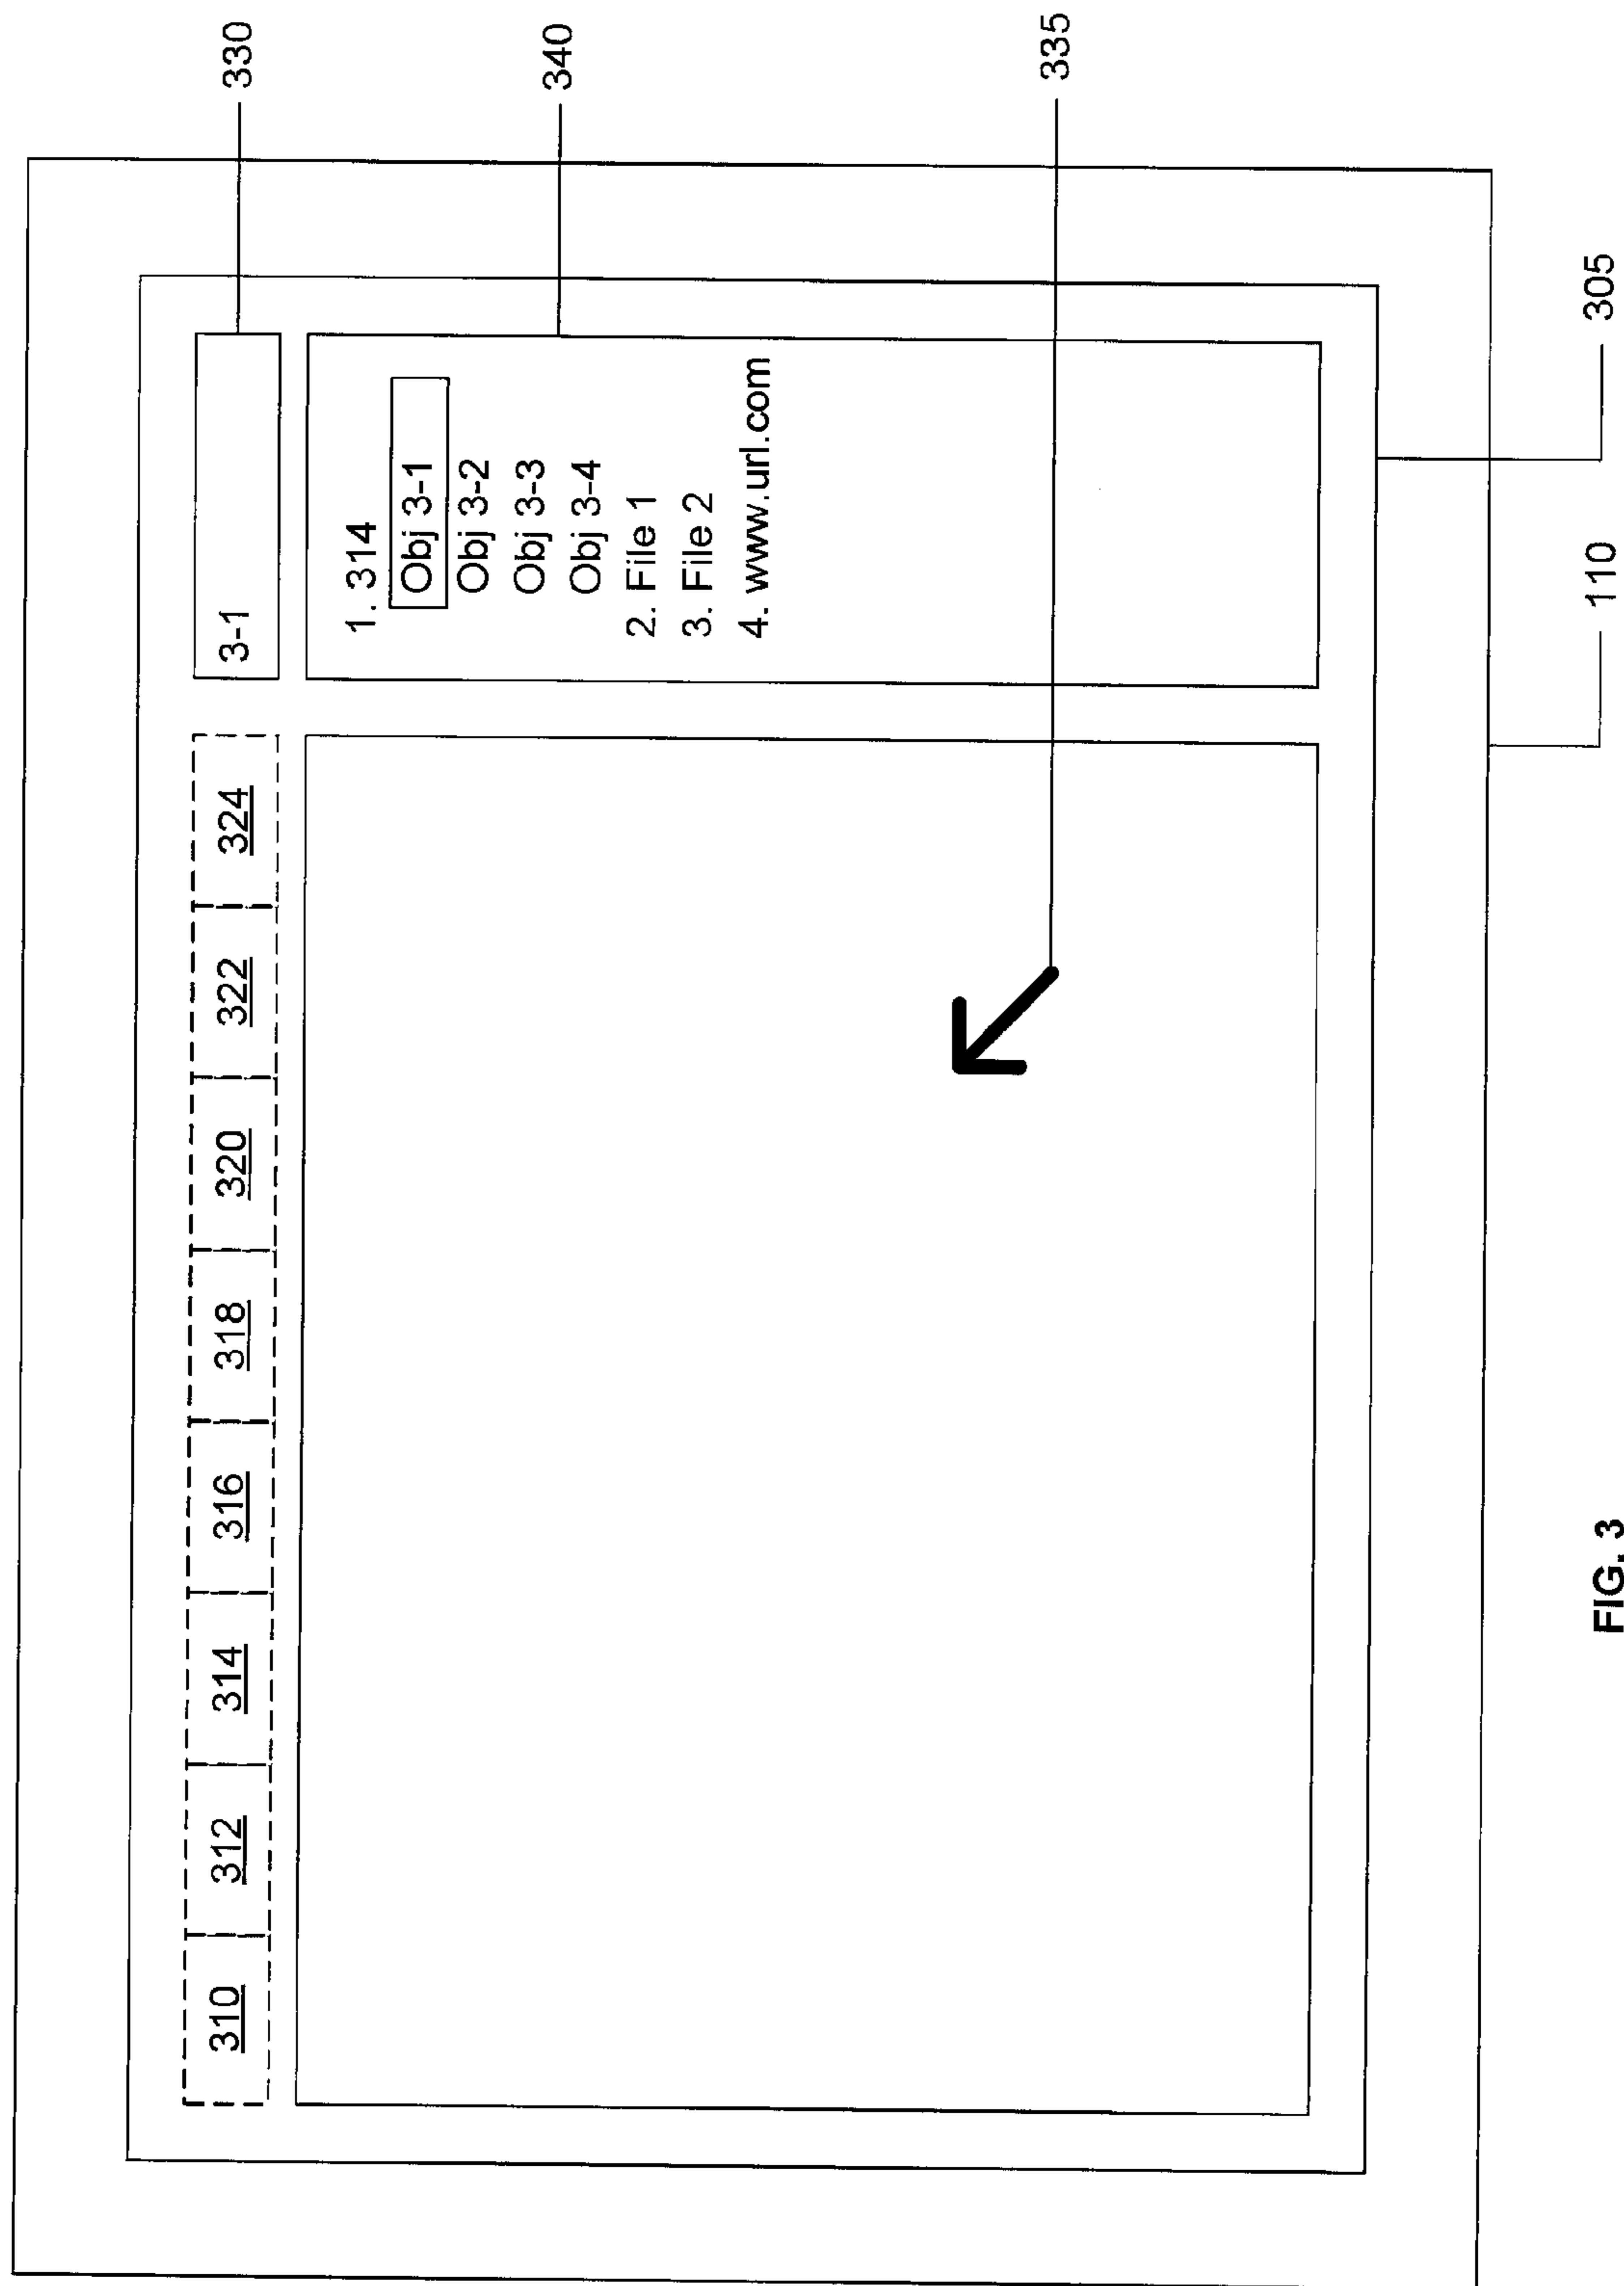 310 312 314 316 318 320 322 324
3-1
330
1. 314
Obj 3-1
Obj 3-2
Obj 3-3
Obj 3-4
2. File 1
3. File 2
4. www.url.com
340
335
305
110
FIG. 3